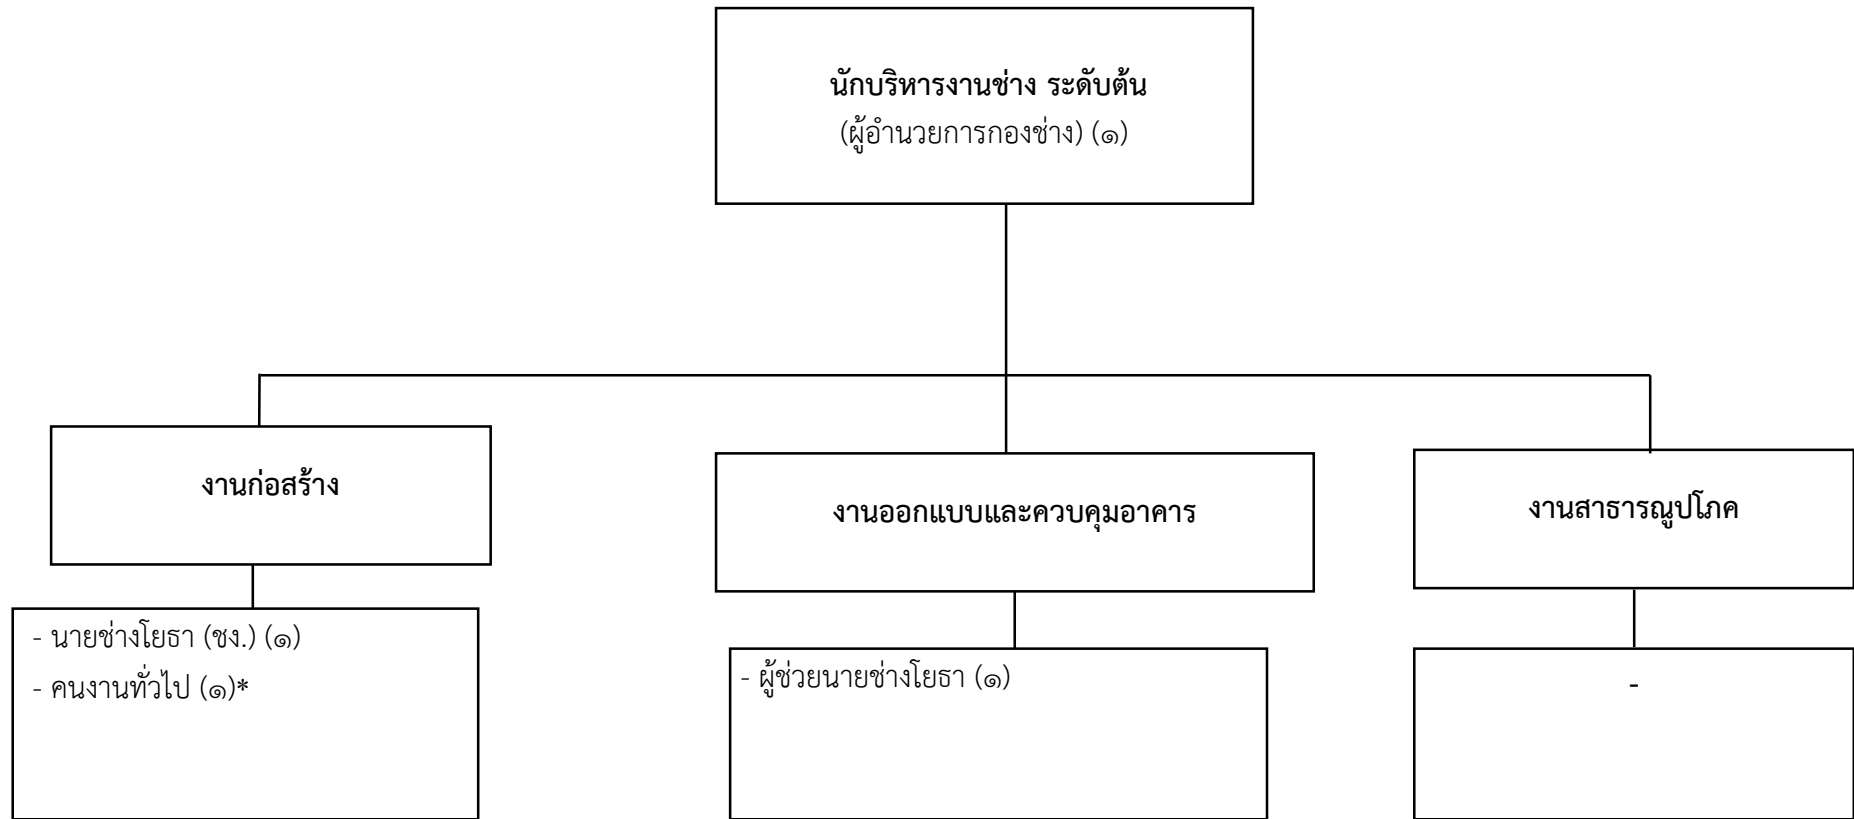 นักบริหารงานช่าง ระดับต้น
(ผู้อำนวยการกองช่าง) (๑)
งานก่อสร้าง
งานออกแบบและควบคุมอาคาร
งานสาธารณูปโภค
- นายช่างโยธา (ชง.) (๑)
- คนงานทั่วไป (๑)*
- ผู้ช่วยนายช่างโยธา (๑)
-